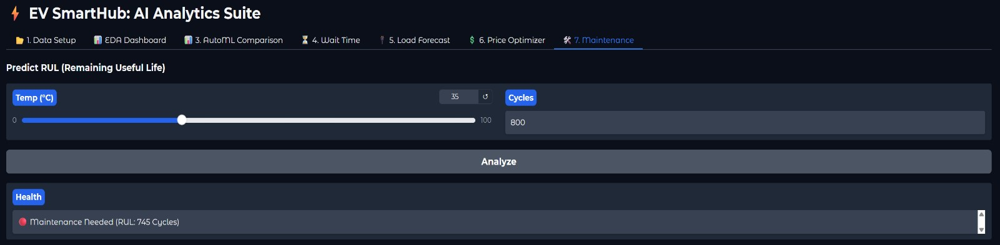 EV SmartHub: AI Analytics Suite
1. Data Setup
EDA Dashboard
3. AutoML Comparison
4. Wait Time
5. Load Forecast
6. Price Optimizer
7. Maintenance
Predict RUL (Remaining Useful Life)
Temp (°C)
35
Cycles
0
100
800
Analyze
Health
Maintenance Needed (RUL: 745 Cycles)